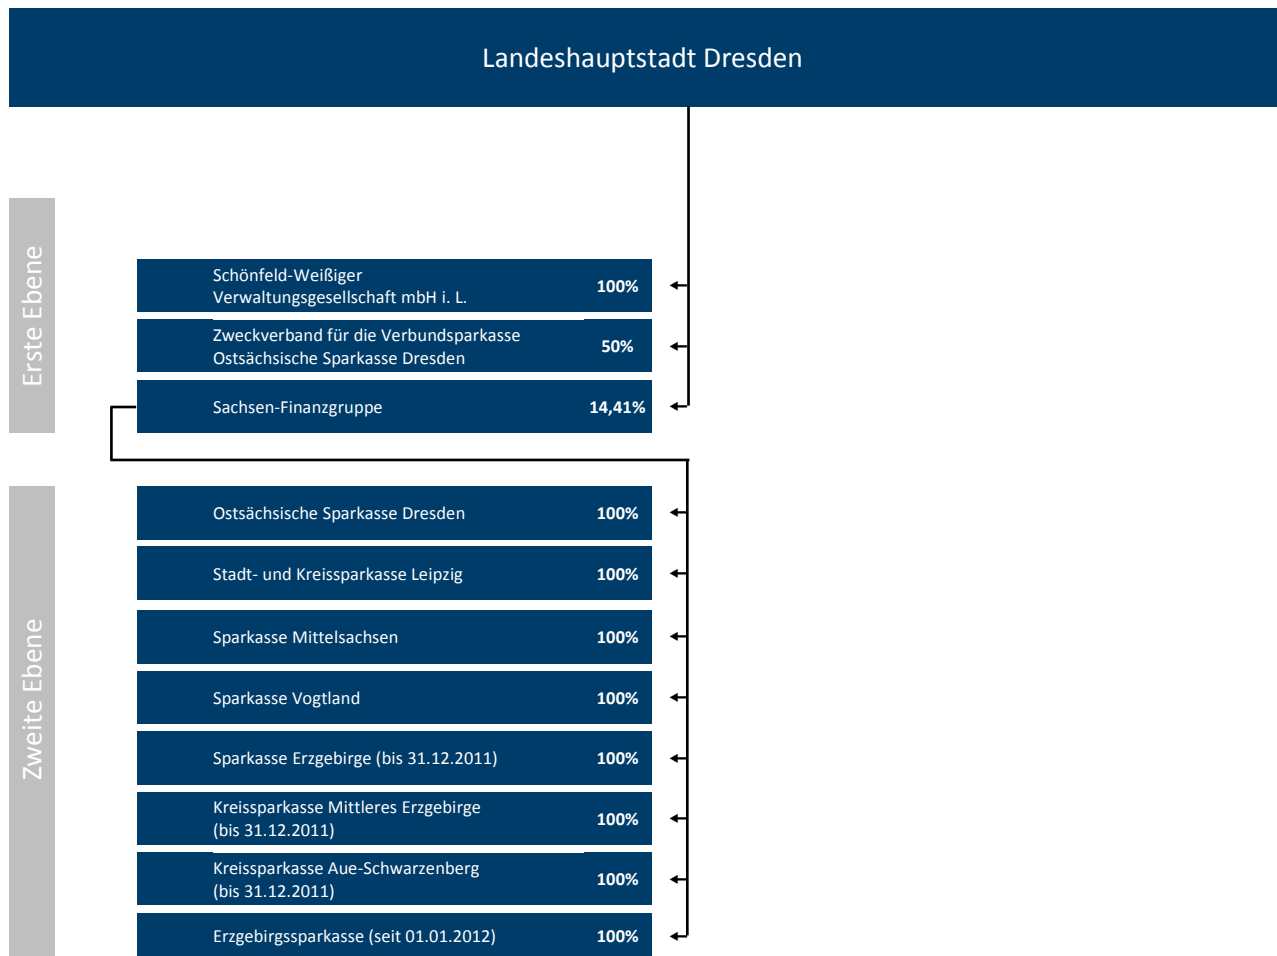 Landeshauptstadt Dresden
Erste Ebene
Schönfeld-Weißiger
Verwaltungsgesellschaft mbH i. L.
100%
Zweckverband für die Verbundsparkasse
Ostsächsische Sparkasse Dresden
50%
Sachsen-Finanzgruppe
14,41%
Zweite Ebene
Ostsächsische Sparkasse Dresden
100%
Stadt- und Kreissparkasse Leipzig
100%
Sparkasse Mittelsachsen
100%
Sparkasse Vogtland
100%
Sparkasse Erzgebirge (bis 31.12.2011)
100%
Kreissparkasse Mittleres Erzgebirge
(bis 31.12.2011)
100%
Kreissparkasse Aue-Schwarzenberg
(bis 31.12.2011)
100%
Erzgebirgssparkasse (seit 01.01.2012)
100%